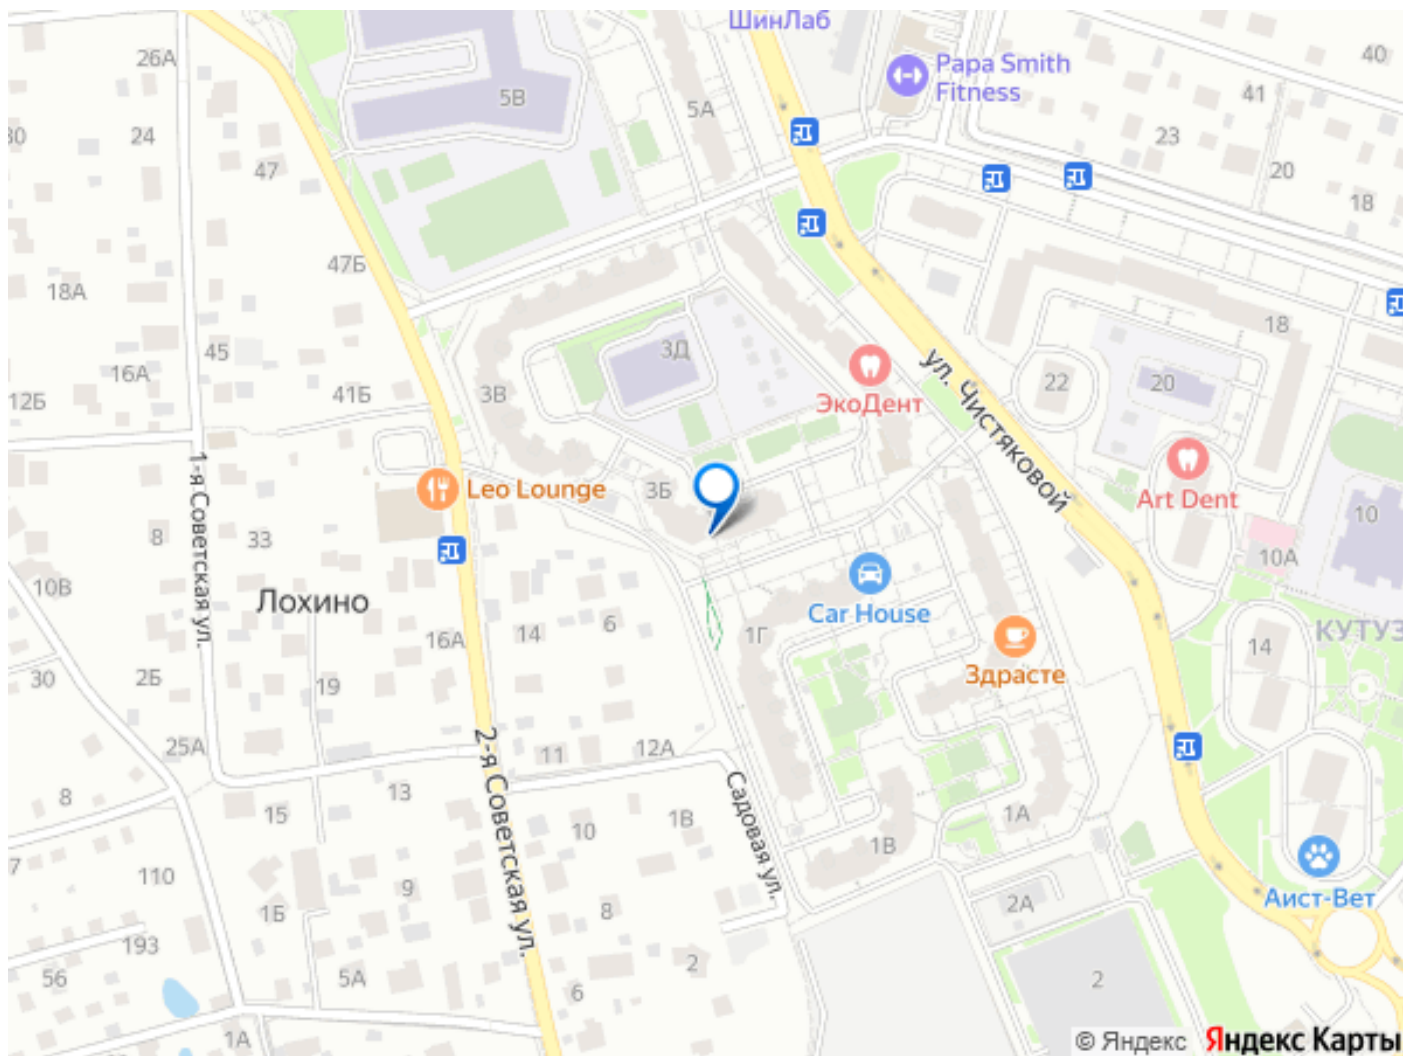 ШинЛаб
26А
5В
Papa Smith
Fitness
40
41
5А
30
24
23
47
20
18
47Б
18А
18
45
3Д
16А
22
20
41Б
3В
12Б
ЭкоДент
ул. Чистяковой
1-я Советская ул.
Leo Lounge
3Б
Art Dent
10
8
33
10А
10В
Лохино
Car House
6
14
16А
1Г
КУТУЗ
14
30
2Б
19
Здрасте
25А
11
12А
2-я Советская ул.
Садовая ул.
8
13
15
10
1В
1А
1В
7
110
9
Аист-Вет
1Б
8
2А
193
56
5А
2
2
6
1А
© Яндекс
Яндекс Карты